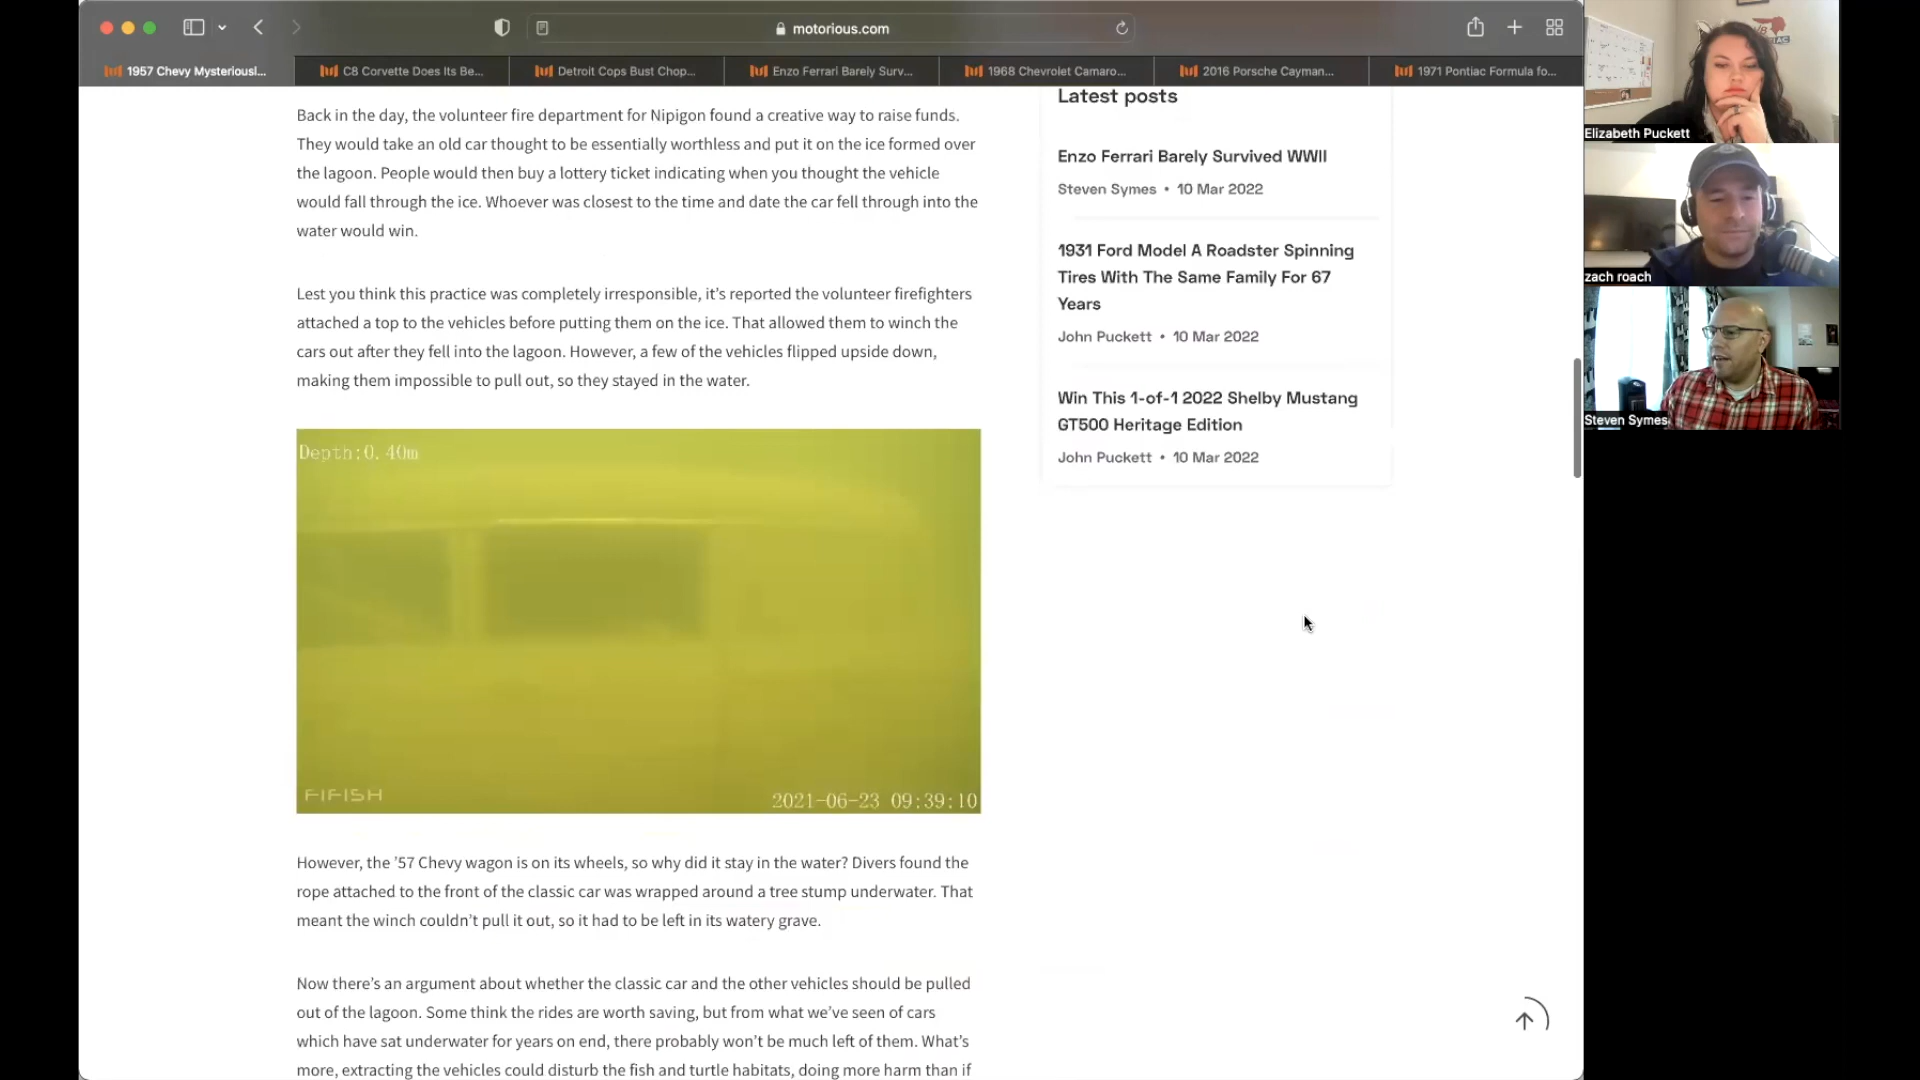 motorious.com
1957 Chevy Mysteriousl...
C8 Corvette Does Its Be...
Detroit Cops Bust Chop...
Enzo Ferrari Barely Surv...
1968 Chevrolet Camaro...
2016 Porsche Cayman...
1971 Pontiac Formula fo...
Back in the day, the volunteer fire department for Nipigon found a creative way to raise funds.
They would take an old car thought to be essentially worthless and put it on the ice formed over
the lagoon. People would then buy a lottery ticket indicating when you thought the vehicle
would fall through the ice. Whoever was closest to the time and date the car fell through into the
water would win.
Lest you think this practice was completely irresponsible, it's reported the volunteer firefighters
attached a top to the vehicles before putting them on the ice. That allowed them to winch the
cars out after they fell into the lagoon. However, a few of the vehicles flipped upside down,
making them impossible to pull out, so they stayed in the water.
Depth:0.40m
FIFISH
2021-06-23 09:39:10
However, the '57 Chevy wagon is on its wheels, so why did it stay in the water? Divers found the
rope attached to the front of the classic car was wrapped around a tree stump underwater. That
meant the winch couldn't pull it out, so it had to be left in its watery grave.
Now there's an argument about whether the classic car and the other vehicles should be pulled
out of the lagoon. Some think the rides are worth saving, but from what we've seen of cars
which have sat underwater for years on end, there probably won't be much left of them. What's
more, extracting the vehicles could disturb the fish and turtle habitats, doing more harm than if
Latest posts
Enzo Ferrari Barely Survived WWII
Steven Symes • 10 Mar 2022
1931 Ford Model A Roadster Spinning
Tires With The Same Family For 67
Years
John Puckett • 10 Mar 2022
Win This 1-of-1 2022 Shelby Mustang
GT500 Heritage Edition
John Puckett • 10 Mar 2022
Elizabeth Puckett
zach roach
Steven Symes